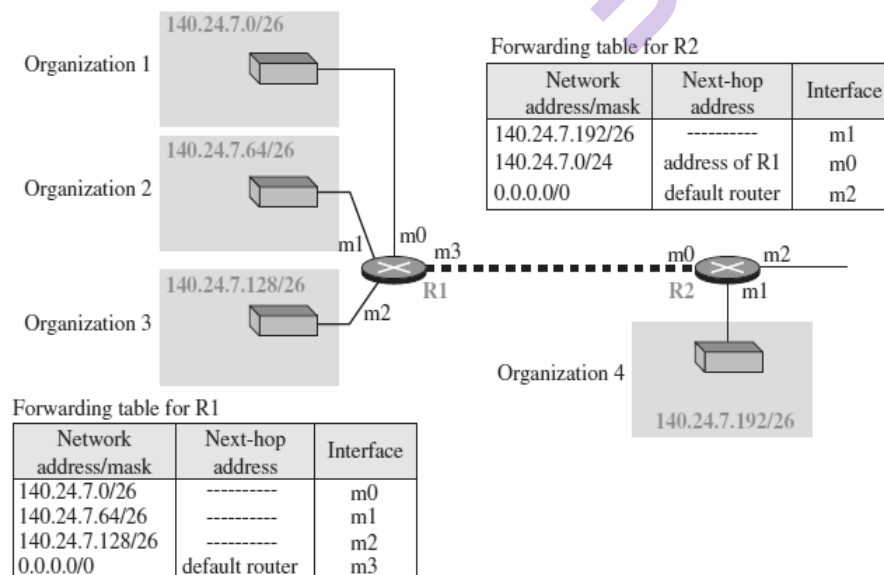 140.24.7.0/26
Organization 1
140.24.7.64/26
Organization 2
140.24.7.128/26
Organization 3
m0
m1
m2
m3
R1
m0
m2
R2
m1
Organization 4
140.24.7.192/26
Forwarding table for R2
Network address/mask Next-hop address Interface
140.24.7.192/26 ---------- m1
140.24.7.0/24 address of R1 m0
0.0.0.0/0 default router m2
Forwarding table for R1
Network address/mask Next-hop address Interface
140.24.7.0/26 ---------- m0
140.24.7.64/26 ---------- m1
140.24.7.128/26 ---------- m2
0.0.0.0/0 default router m3